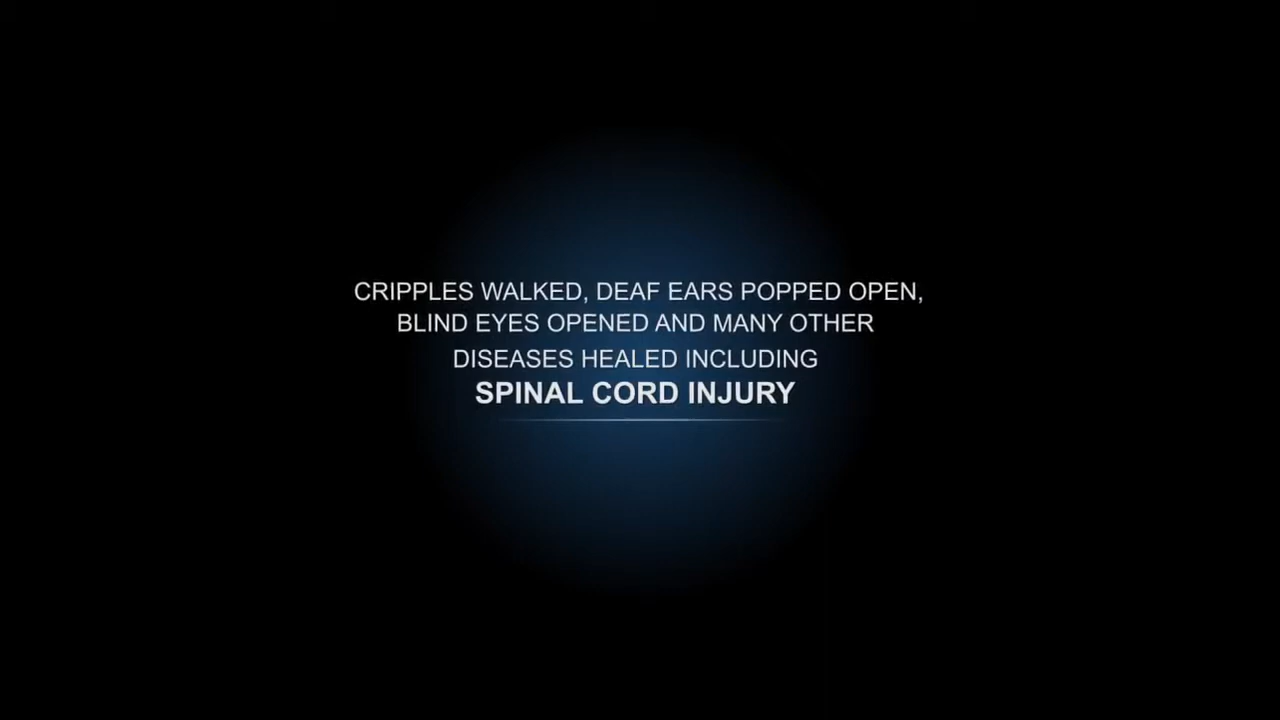 CRIPPLES WALKED, DEAF EARS POPPED OPEN,
BLIND EYES OPENED AND MANY OTHER
DISEASES HEALED INCLUDING
SPINAL CORD INJURY